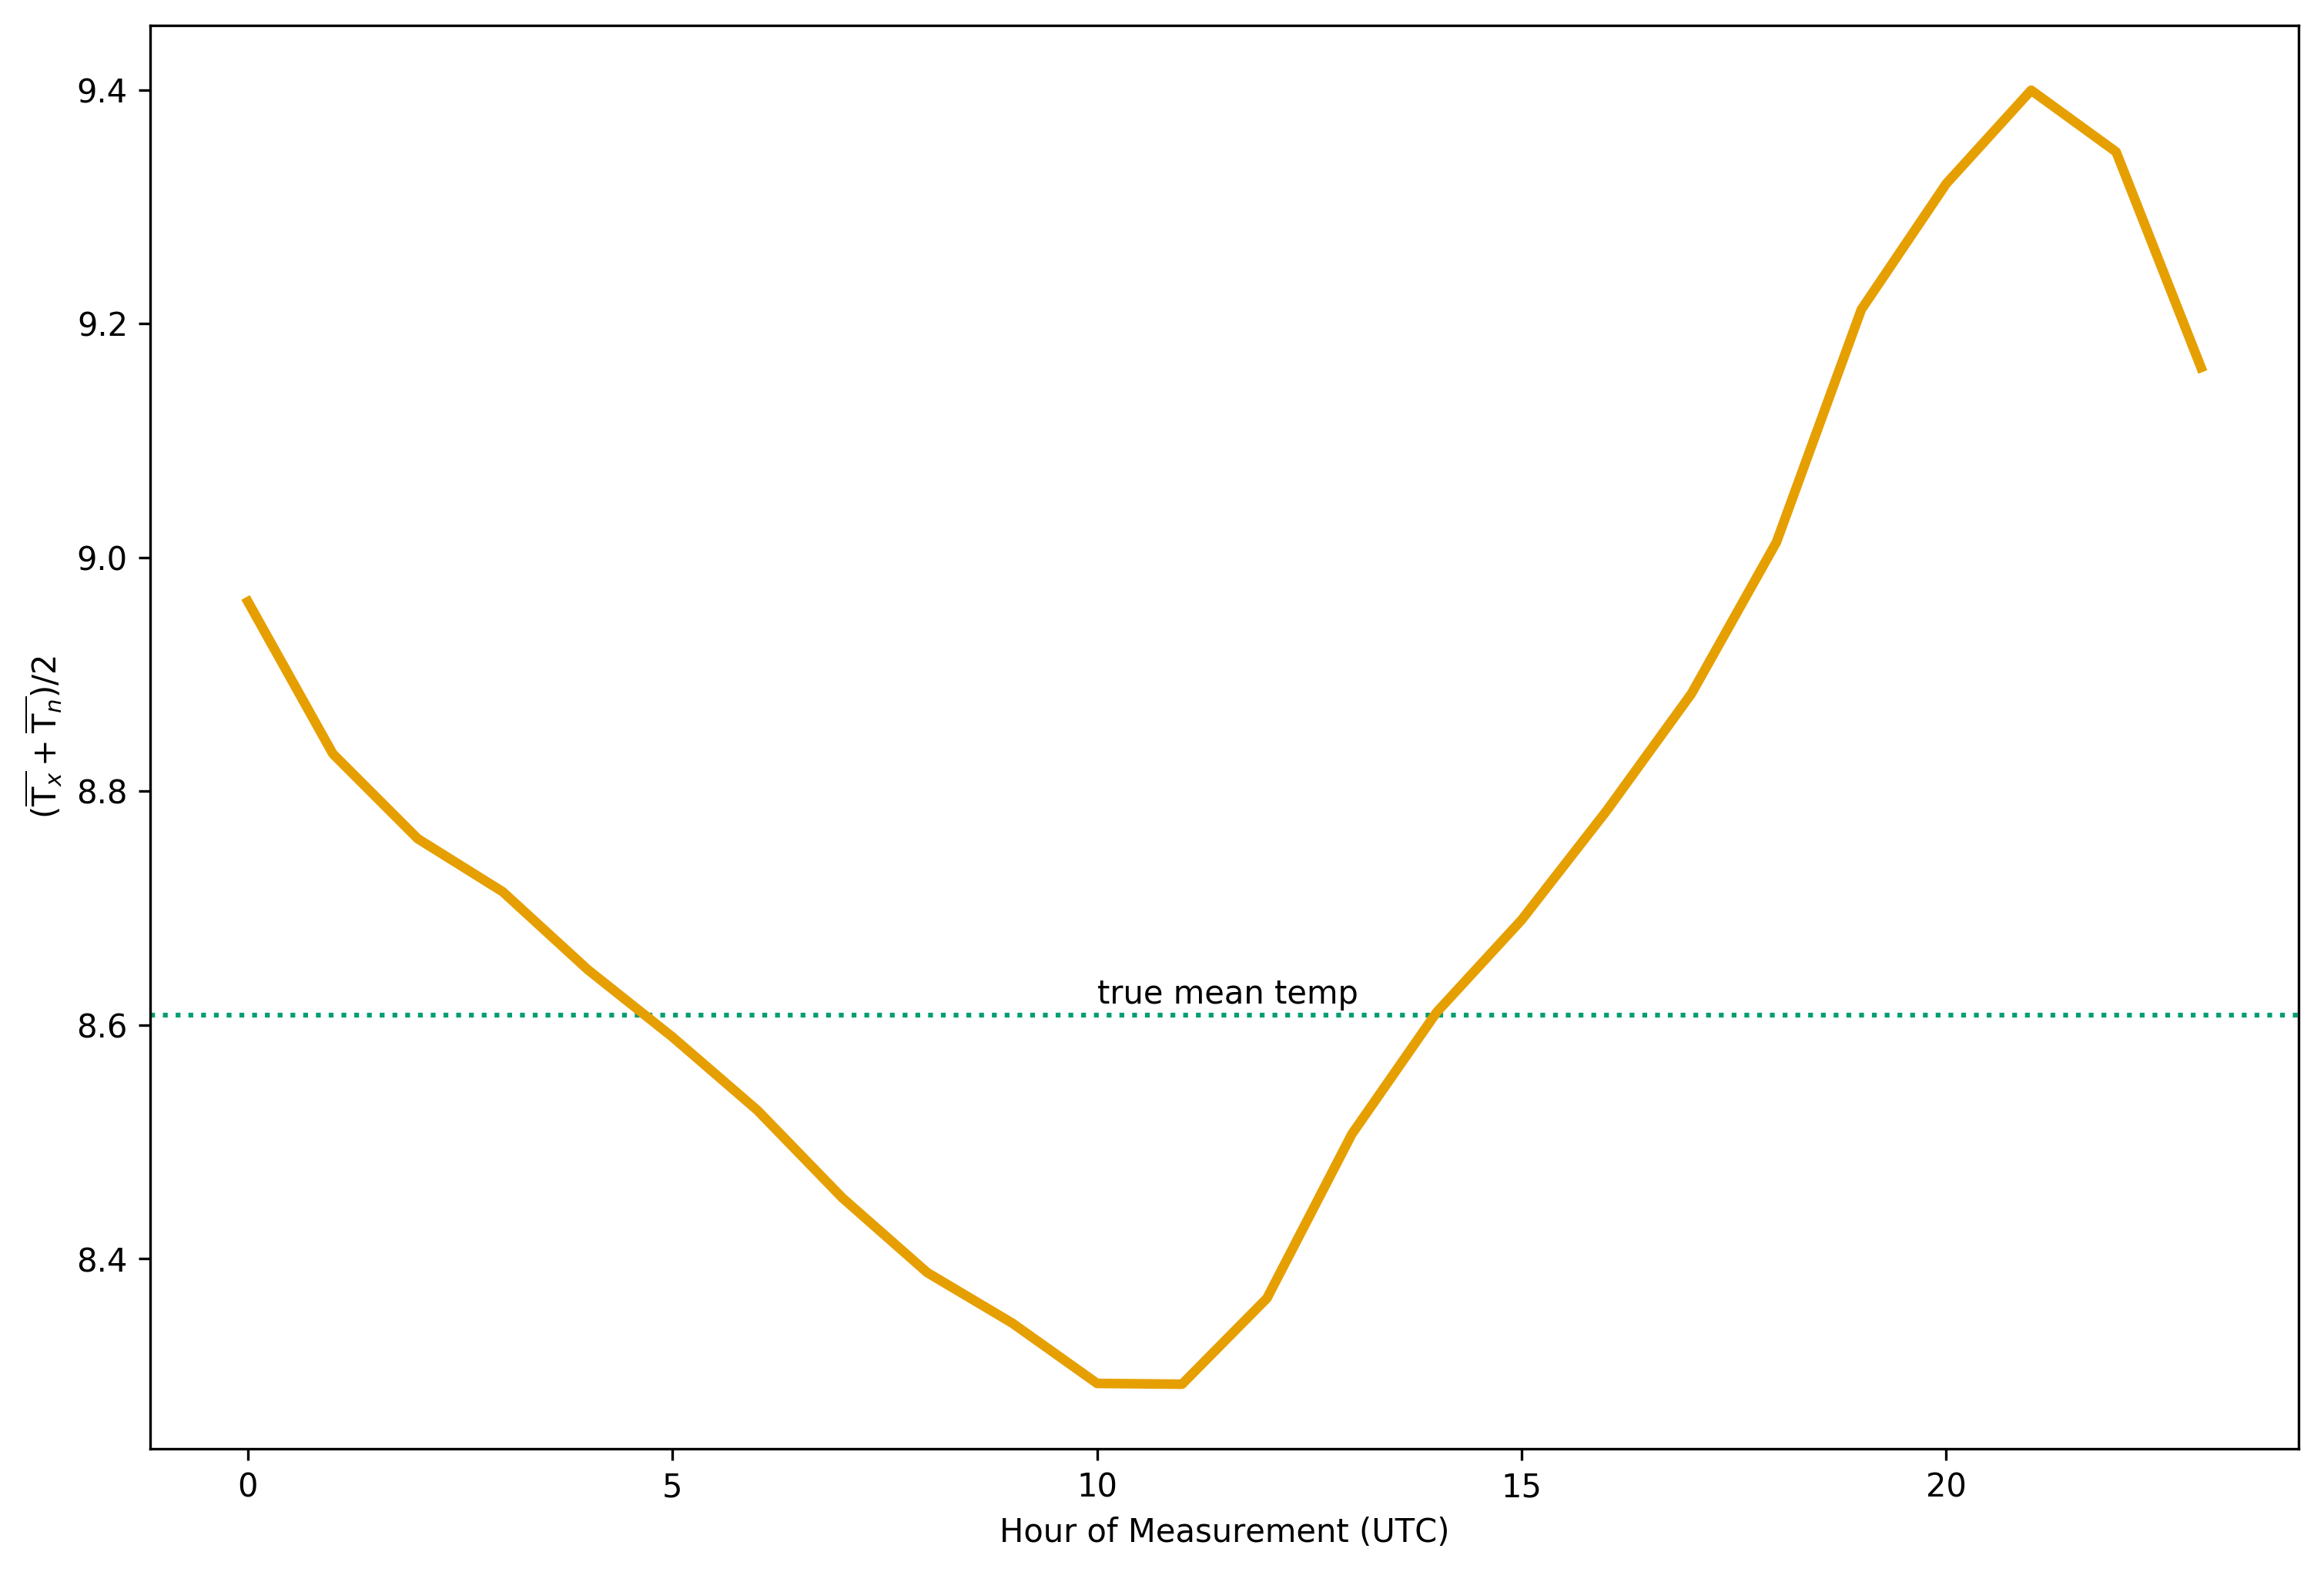 9.4
9.2
9.0
8.8
8.6
8.4
(T̅ₓ + T̅ₙ)/2
true mean temp
0 5 10 15 20
Hour of Measurement (UTC)